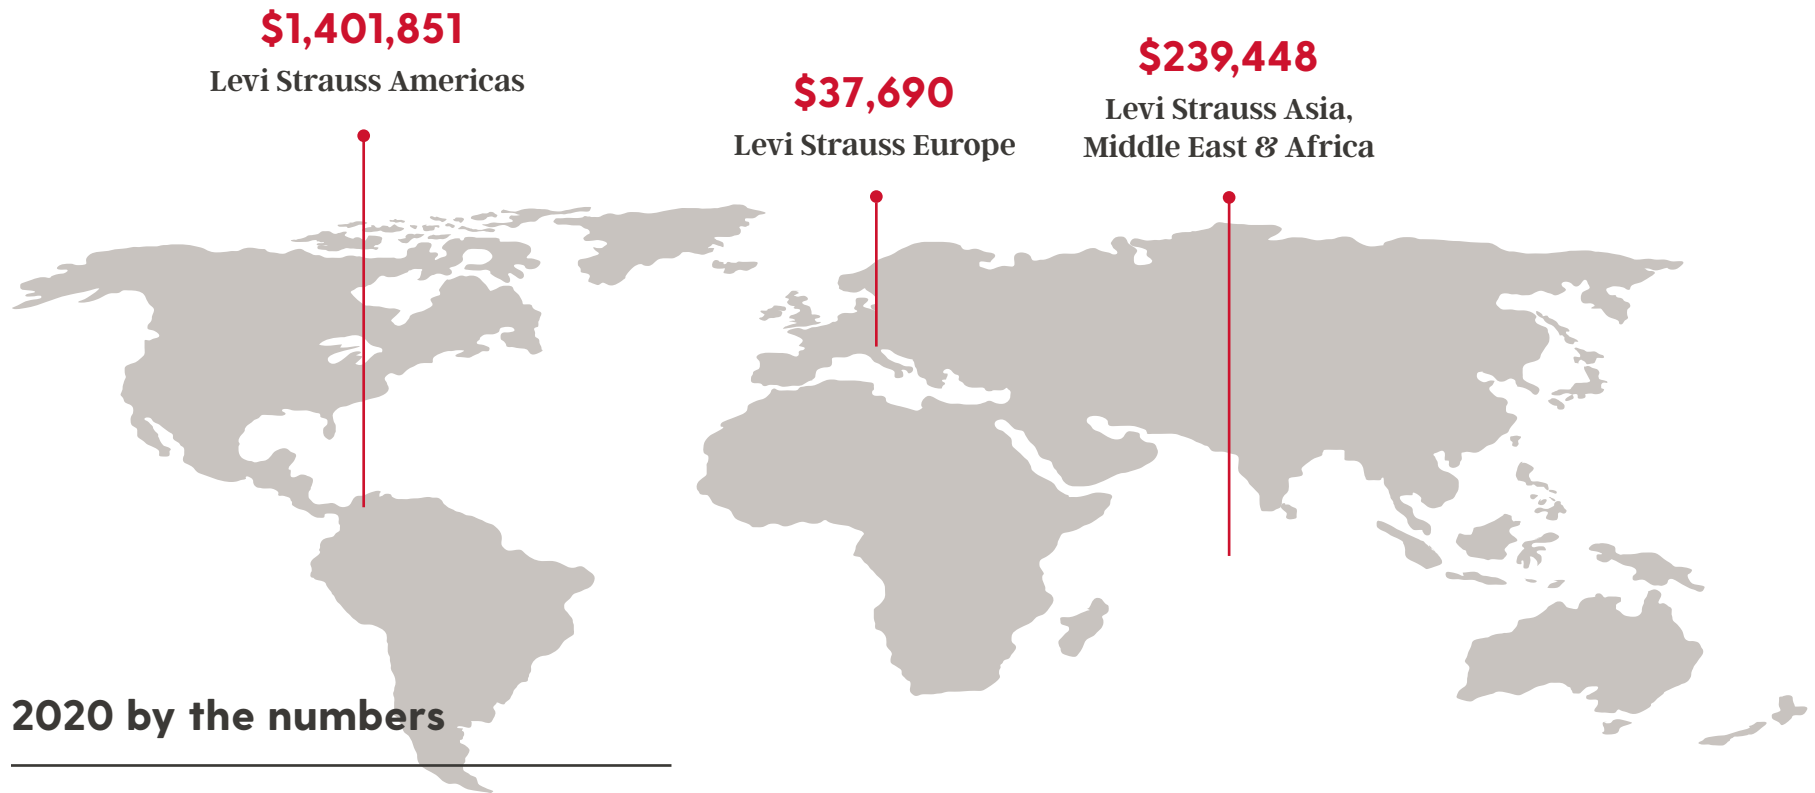 $1,401,851
Levi Strauss Americas
$37,690
Levi Strauss Europe
$239,448
Levi Strauss Asia,
Middle East & Africa
2020 by the numbers